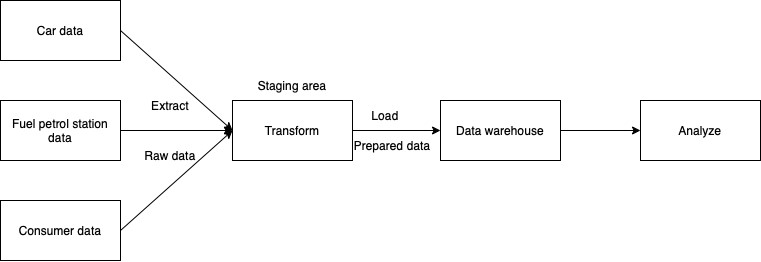 Car data
Staging area
Extract
Load
Fuel petrol station
data
Transform
Data warehouse
Analyze
Prepared data
Raw data
Consumer data